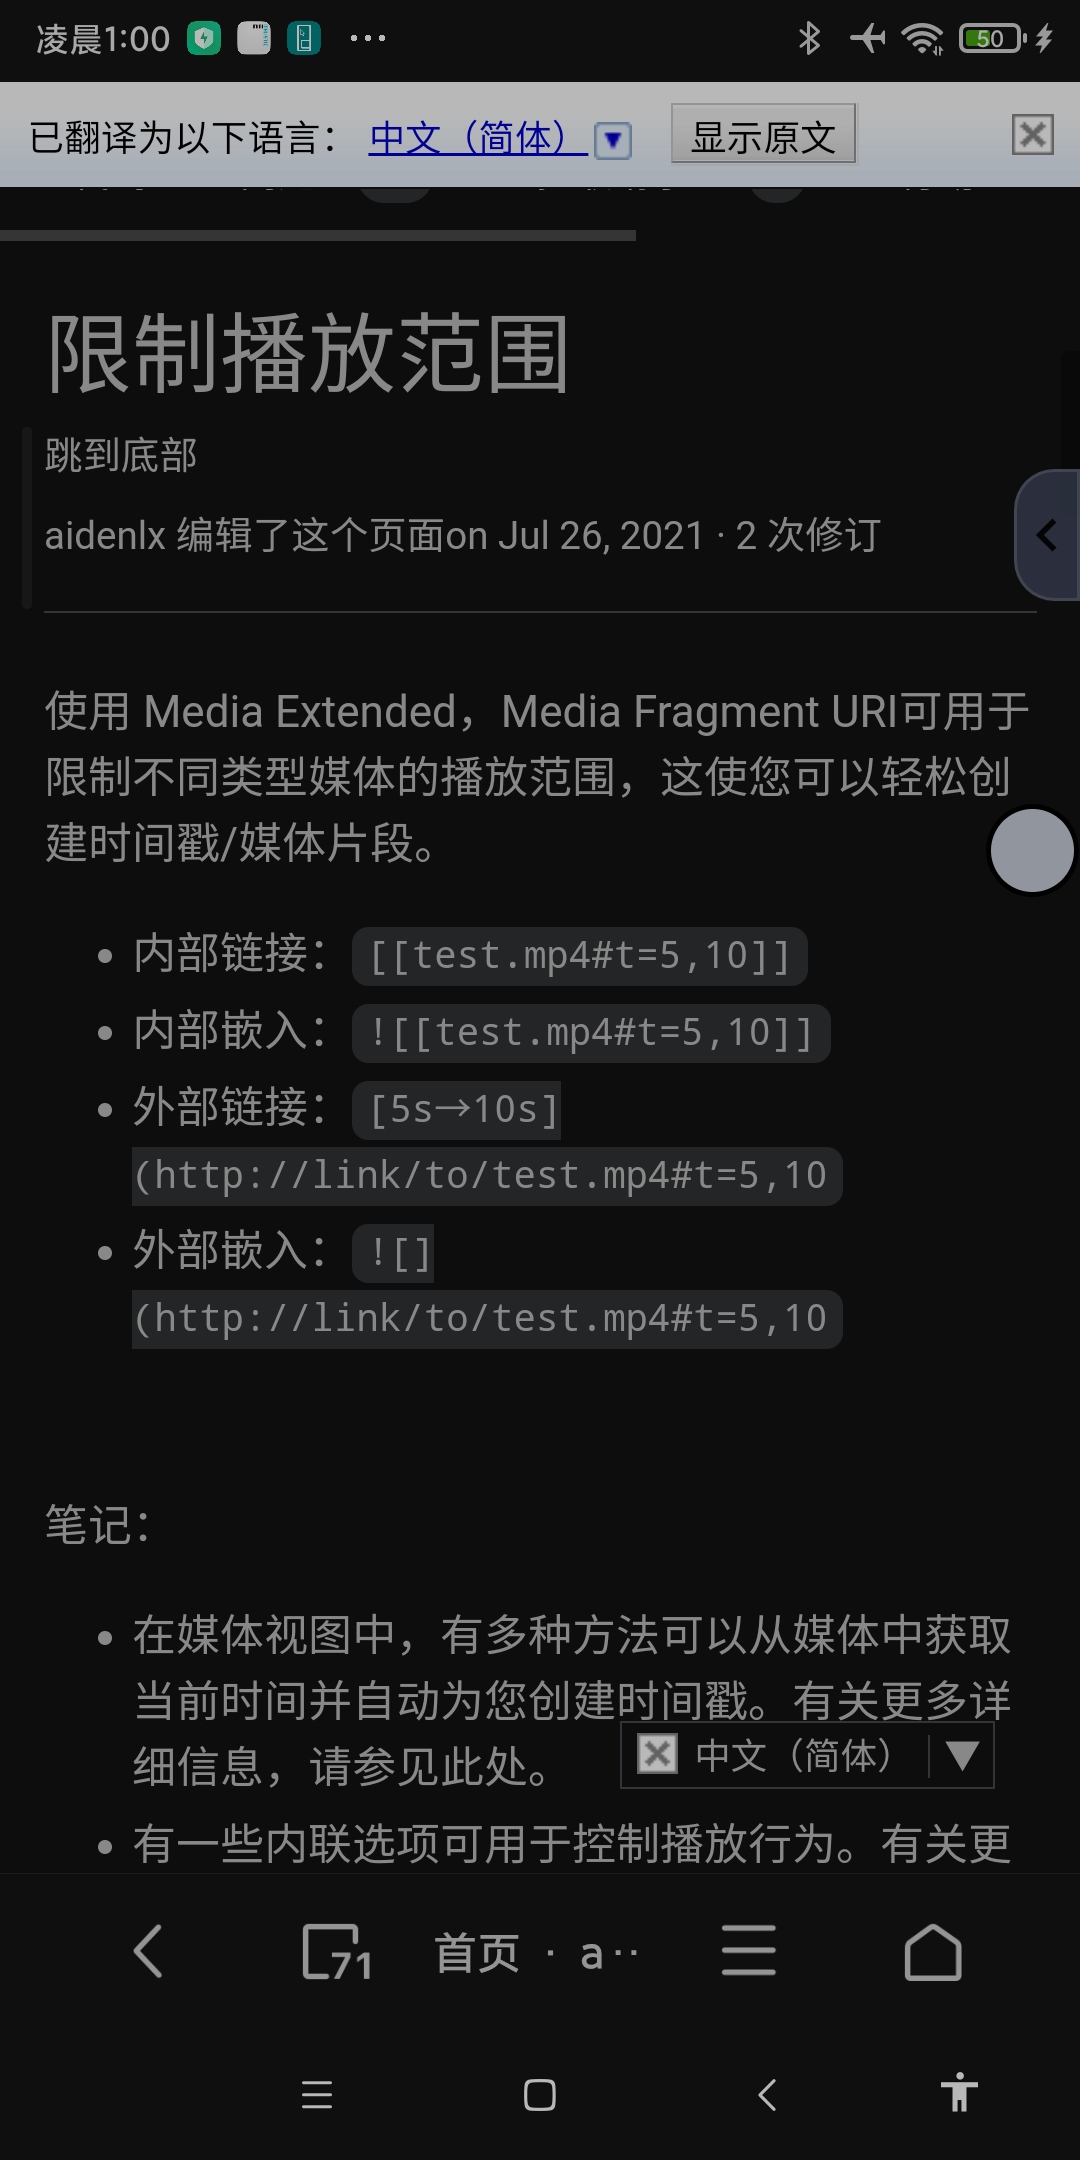 凌晨1:00
50
已翻译为以下语言： 中文（简体） 显示原文
限制播放范围
跳到底部
aidenlx 编辑了这个页面on Jul 26, 2021 · 2 次修订
使用 Media Extended，Media Fragment URI可用于
限制不同类型媒体的播放范围，这使您可以轻松创
建时间戳/媒体片段。
内部链接： [[test.mp4#t=5,10]]
内部嵌入： ![[test.mp4#t=5,10]]
外部链接： [5s→10s]
(http://link/to/test.mp4#t=5,10
外部嵌入： ![]
(http://link/to/test.mp4#t=5,10
笔记：
在媒体视图中，有多种方法可以从媒体中获取
当前时间并自动为您创建时间戳。有关更多详
细信息，请参见此处。
中文（简体）
有一些内联选项可用于控制播放行为。有关更
71
首页 · a··